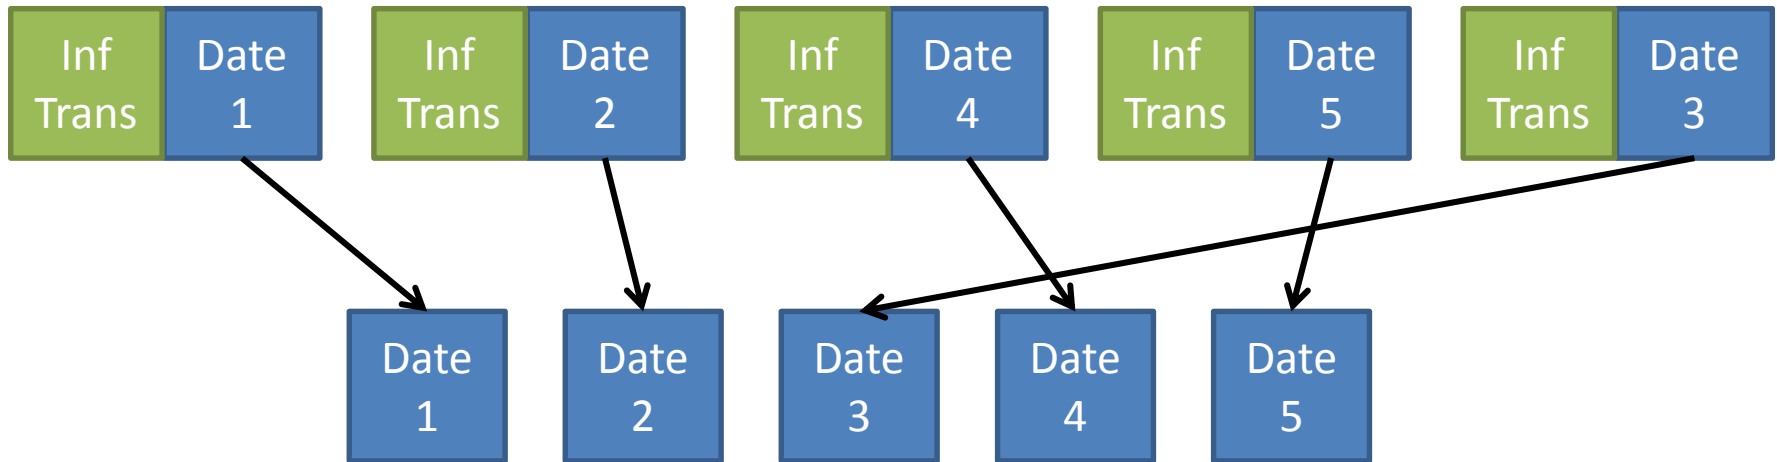 Inf
Trans
Date
1
Inf
Trans
Date
2
Inf
Trans
Date
4
Inf
Trans
Date
5
Inf
Trans
Date
3
Date
1
Date
2
Date
3
Date
4
Date
5